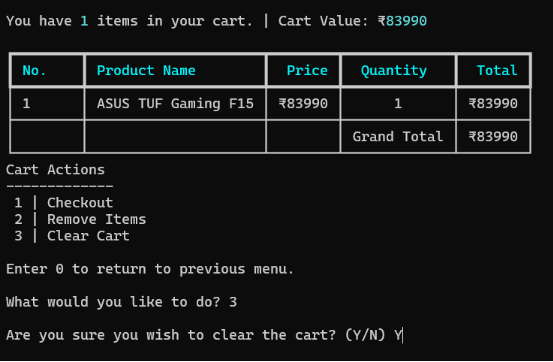 You have 1 items in your cart. | Cart Value: ₹83990
No. Product Name Price Quantity Total
1 ASUS TUF Gaming F15 ₹83990 1 ₹83990
Grand Total ₹83990
Cart Actions
-------------
1 | Checkout
2 | Remove Items
3 | Clear Cart
Enter 0 to return to previous menu.
What would you like to do? 3
Are you sure you wish to clear the cart? (Y/N) Y